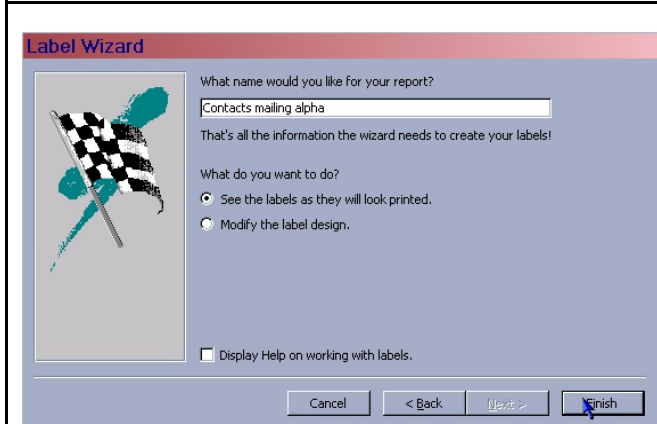 Label Wizard
What name would you like for your report?
Contacts mailing alpha
That's all the information the wizard needs to create your labels!
What do you want to do?
See the labels as they will look printed.
Modify the label design.
Display Help on working with labels.
Cancel < Back Next > Finish